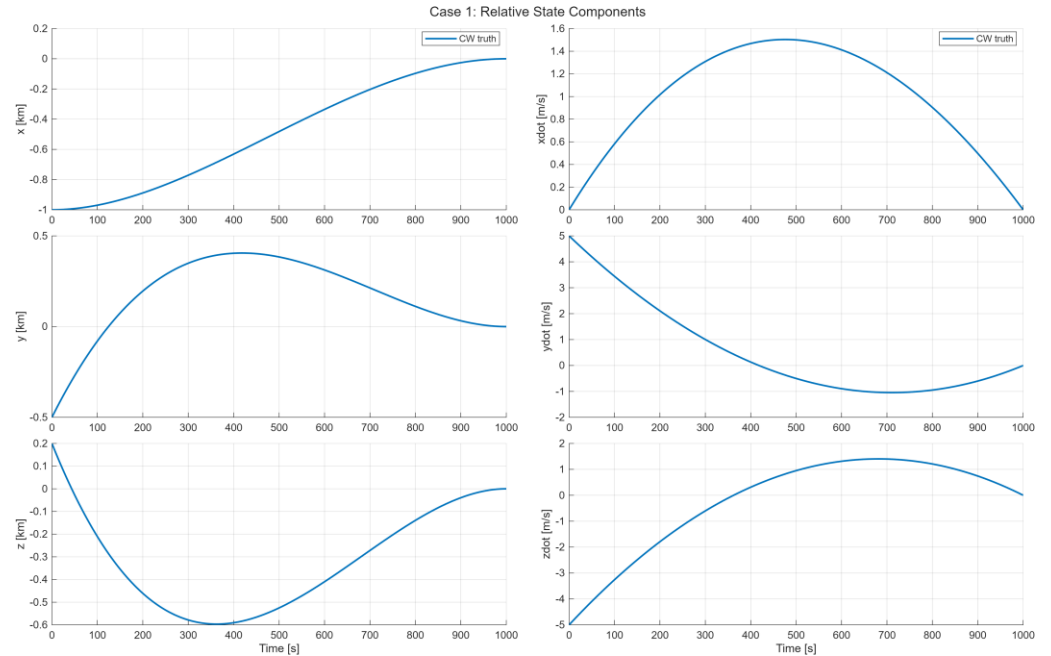 Case 1: Relative State Components
0.2
0
-0.2
-0.4
-0.6
-0.8
-1
x [km]
CW truth
0 100 200 300 400 500 600 700 800 900 1000
1.6
1.4
1.2
1
0.8
0.6
0.4
0.2
0
xdot [m/s]
CW truth
0 100 200 300 400 500 600 700 800 900 1000
0.5
0
-0.5
y [km]
0 100 200 300 400 500 600 700 800 900 1000
5
4
3
2
1
0
-1
-2
ydot [m/s]
0 100 200 300 400 500 600 700 800 900 1000
0.2
0.1
0
-0.1
-0.2
-0.3
-0.4
-0.5
-0.6
z [km]
0 100 200 300 400 500 600 700 800 900 1000
Time [s]
2
1
0
-1
-2
-3
-4
-5
zdot [m/s]
0 100 200 300 400 500 600 700 800 900 1000
Time [s]